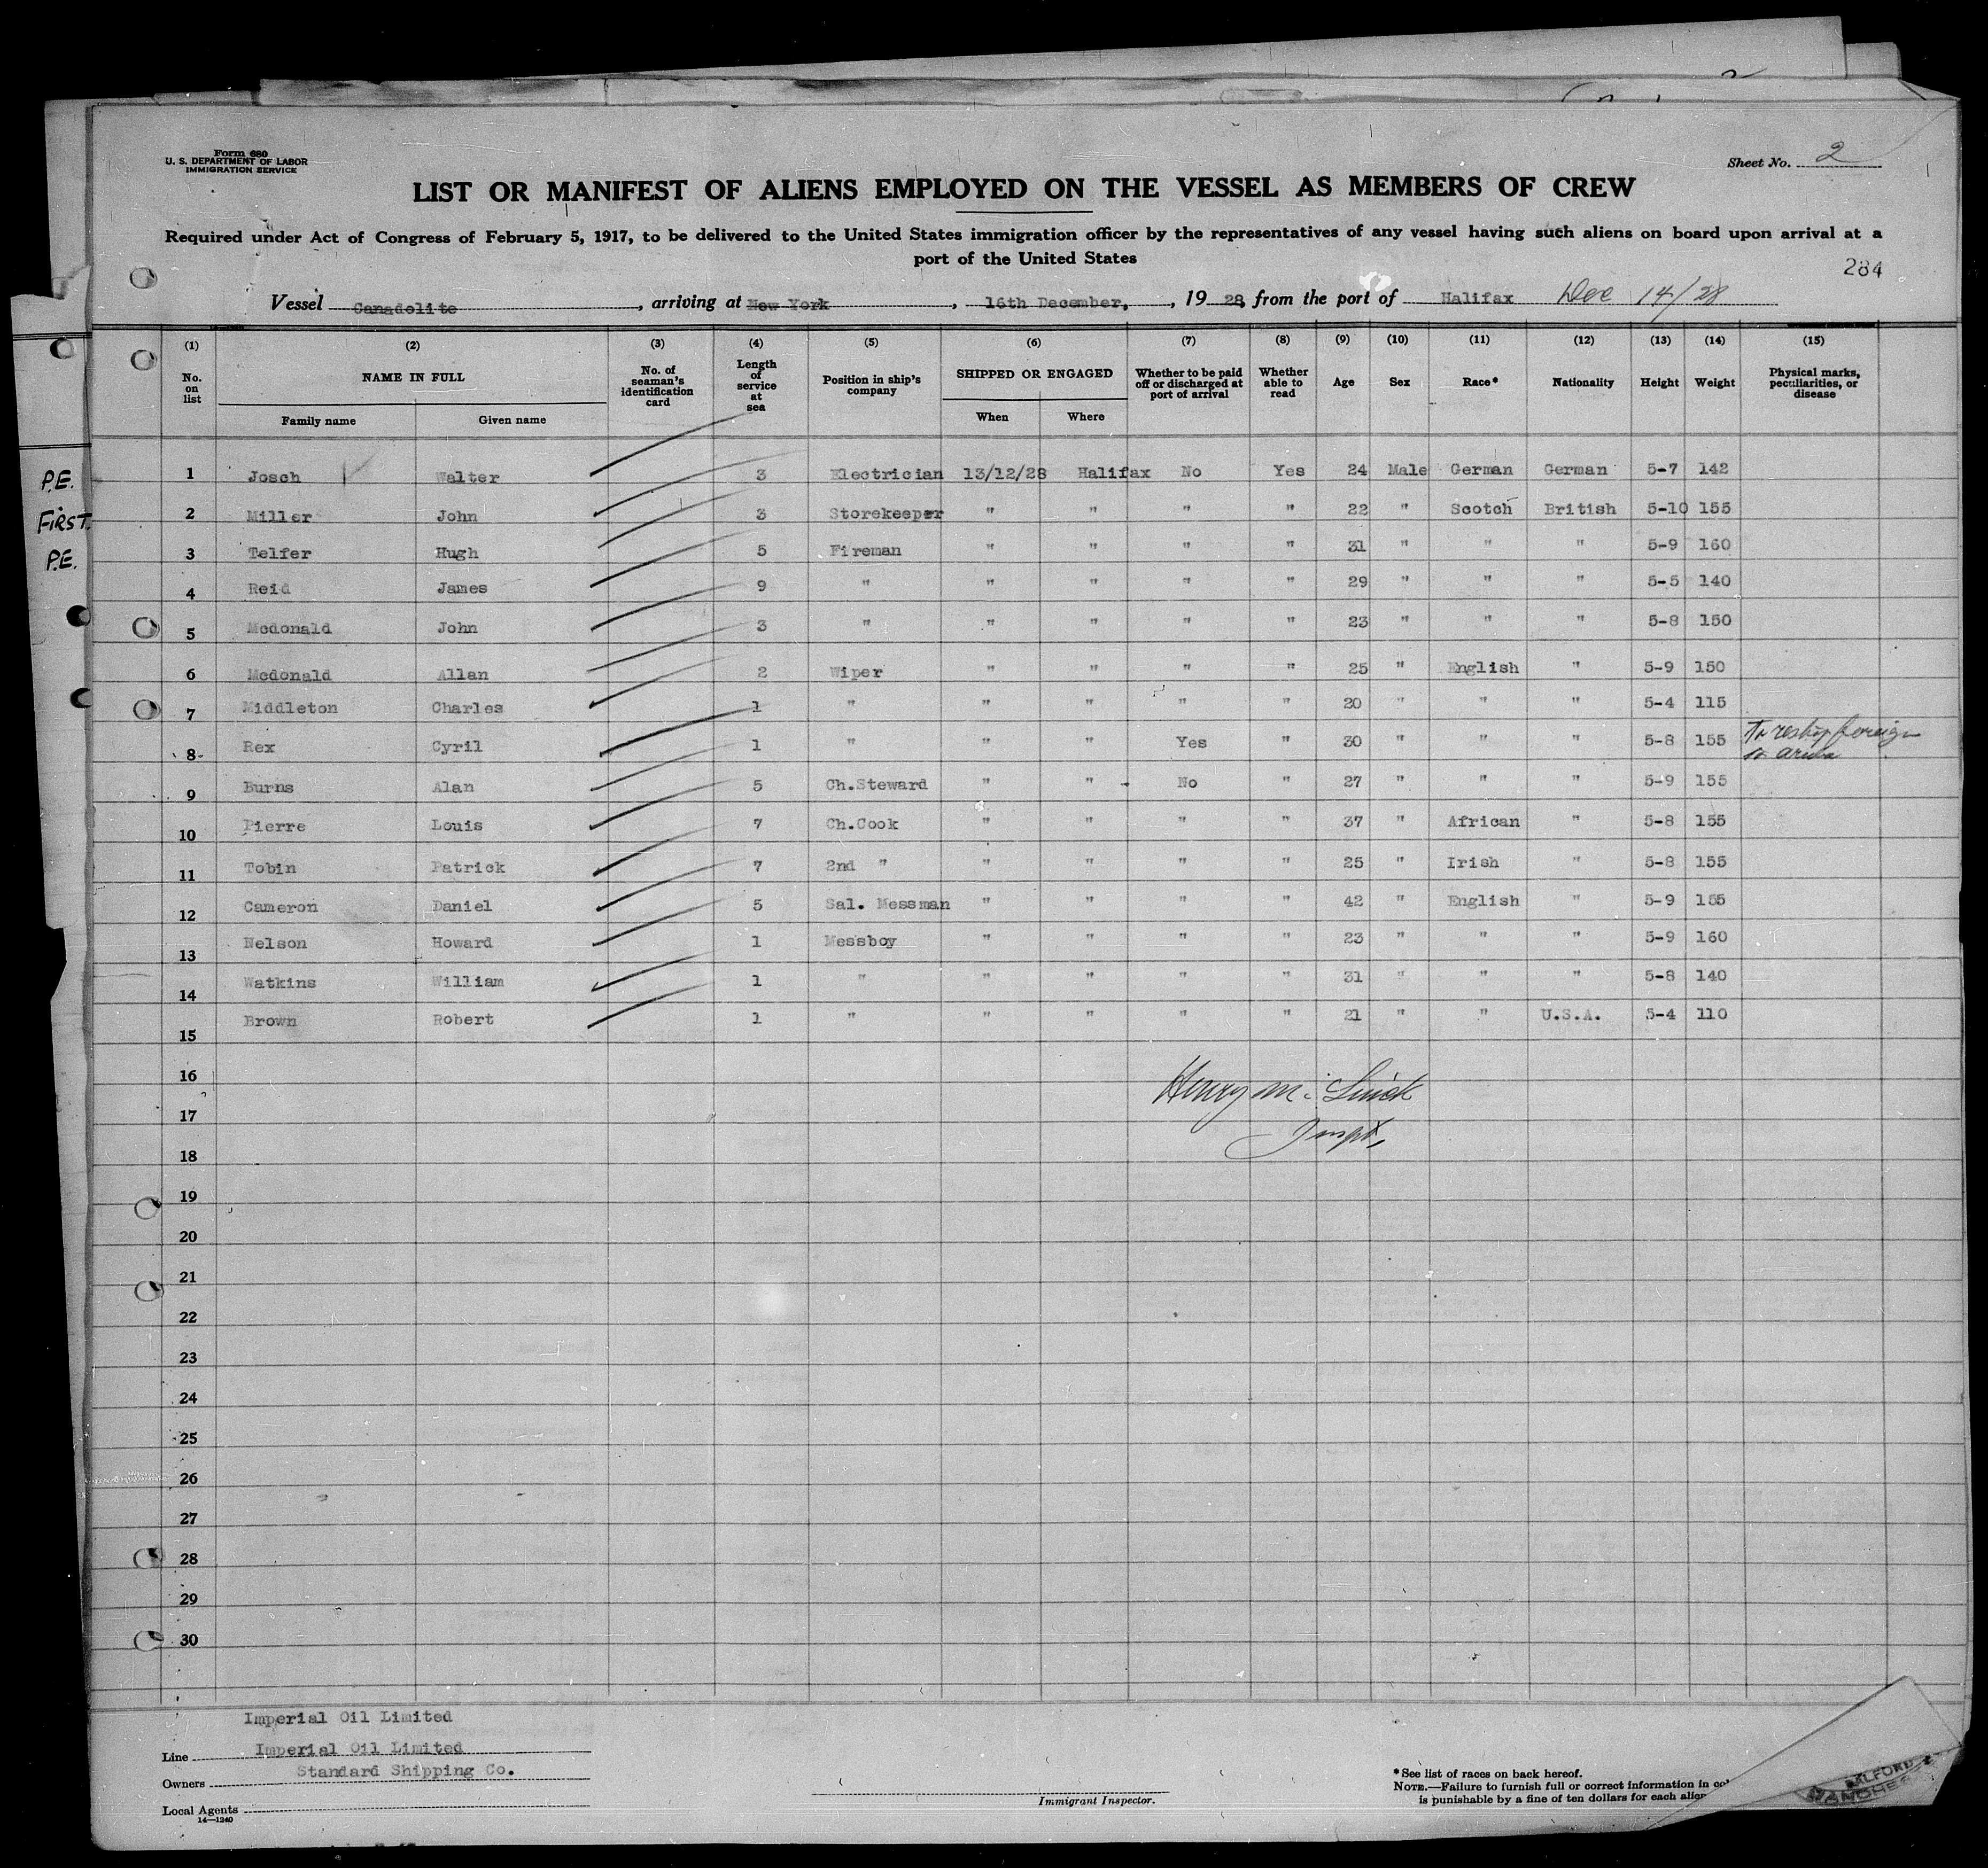 Form 680
U. S. DEPARTMENT OF LABOR
IMMIGRATION SERVICE
Sheet No. 2
LIST OR MANIFEST OF ALIENS EMPLOYED ON THE VESSEL AS MEMBERS OF CREW
Required under Act of Congress of February 5, 1917, to be delivered to the United States immigration officer by the representatives of any vessel having such aliens on board upon arrival at a
port of the United States
284
Vessel Canadolite, arriving at New York, 16th December, 1928, from the port of Halifax Dec 14/28
(1) (2) (3) (4) (5) (6) (7) (8) (9) (10) (11) (12) (13) (14) (15)
No. on list NAME IN FULL No. of seaman's identification card Length of service at sea Position in ship's company SHIPPED OR ENGAGED Whether to be paid off or discharged at port of arrival Whether able to read Age Sex Race* Nationality Height Weight Physical marks, peculiarities, or disease
Family name Given name When Where
P.E.
FIRST.
P.E.
1 Josch Walter 3 Electrician 13/12/28 Halifax No Yes 24 Male German German 5-7 142
2 Miller John 3 Storekeeper " " " " 22 " Scotch British 5-10 155
3 Telfer Hugh 5 Fireman " " " " 31 " " " 5-9 160
4 Reid James 9 " " " " " 29 " " " 5-5 140
5 Mcdonald John 3 " " " " " 23 " " " 5-8 150
6 Mcdonald Allan 2 Wiper " " " " 25 " English " 5-9 150
7 Middleton Charles 1 " " " " " 20 " " " 5-4 115
8 Rex Cyril 1 " " " Yes " 30 " " " 5-8 155 To reship foreign
9 Burns Alan 5 Ch.Steward " " No " 27 " " " 5-9 155
10 Pierre Louis 7 Ch.Cook " " " " 37 " African " 5-8 155
11 Tobin Patrick 7 2nd " " " " " 25 " Irish " 5-8 155
12 Cameron Daniel 5 Sal. Messman " " " " 42 " English " 5-9 155
13 Nelson Howard 1 Messboy " " " " 23 " " " 5-9 160
14 Watkins William 1 " " " " " 31 " " " 5-8 140
15 Brown Robert 1 " " " " " 21 " " U.S.A. 5-4 110
16
Henry M.
17
Inspt.
18
19
20
21
22
23
24
25
26
27
28
29
30
Imperial Oil Limited
Line Imperial Oil Limited
Owners Standard Shipping Co.
Local Agents
14—1240
Immigrant Inspector.
*See list of races on back hereof.
NOTE.—Failure to furnish full or correct information in
is punishable by a fine of ten dollars for each alien